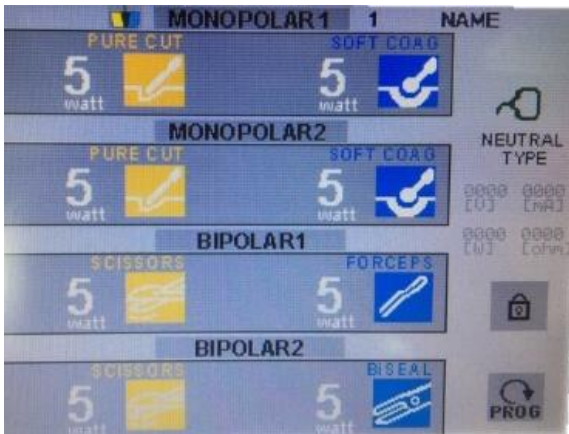 MONOPOLAR1 1 NAME
PURE CUT SOFT COAG
5 watt 5 watt
NEUTRAL TYPE
MONOPOLAR2
PURE CUT SOFT COAG
5 watt 5 watt
0000 0000
[V] [mA]
0000 0000
[W] [ohm]
BIPOLAR1
SCISSORS FORCEPS
5 watt 5 watt
BIPOLAR2
SCISSORS BiSEAL
5 watt 5 watt
PROG